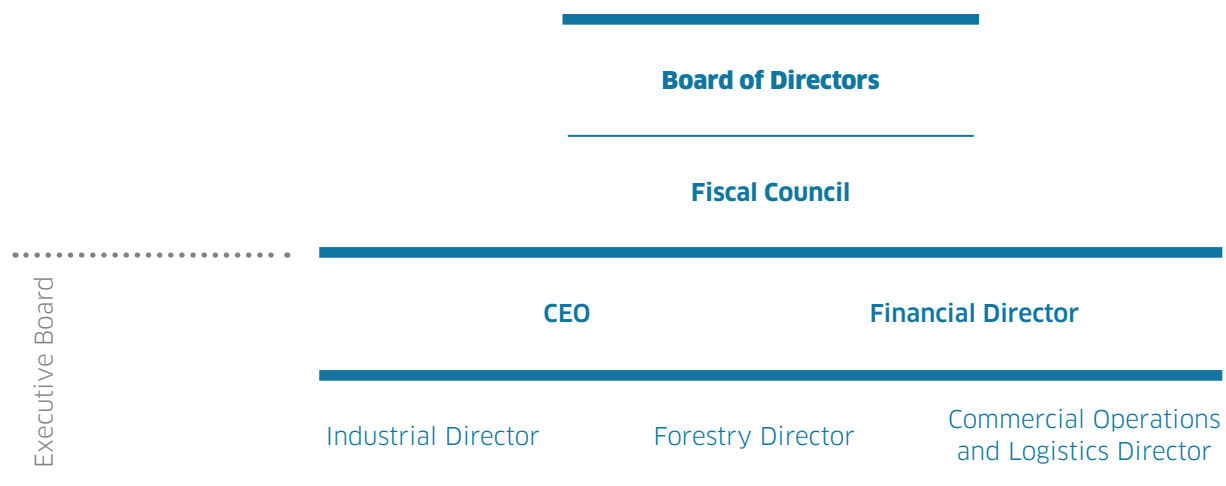 Board of Directors
Fiscal Council
Executive Board
CEO
Financial Director
Industrial Director
Forestry Director
Commercial Operations
and Logistics Director